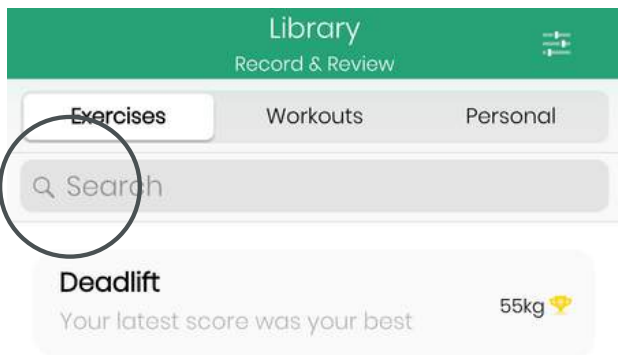 Library
Record & Review
Exercises Workouts Personal
Search
Deadlift
Your latest score was your best
55kg